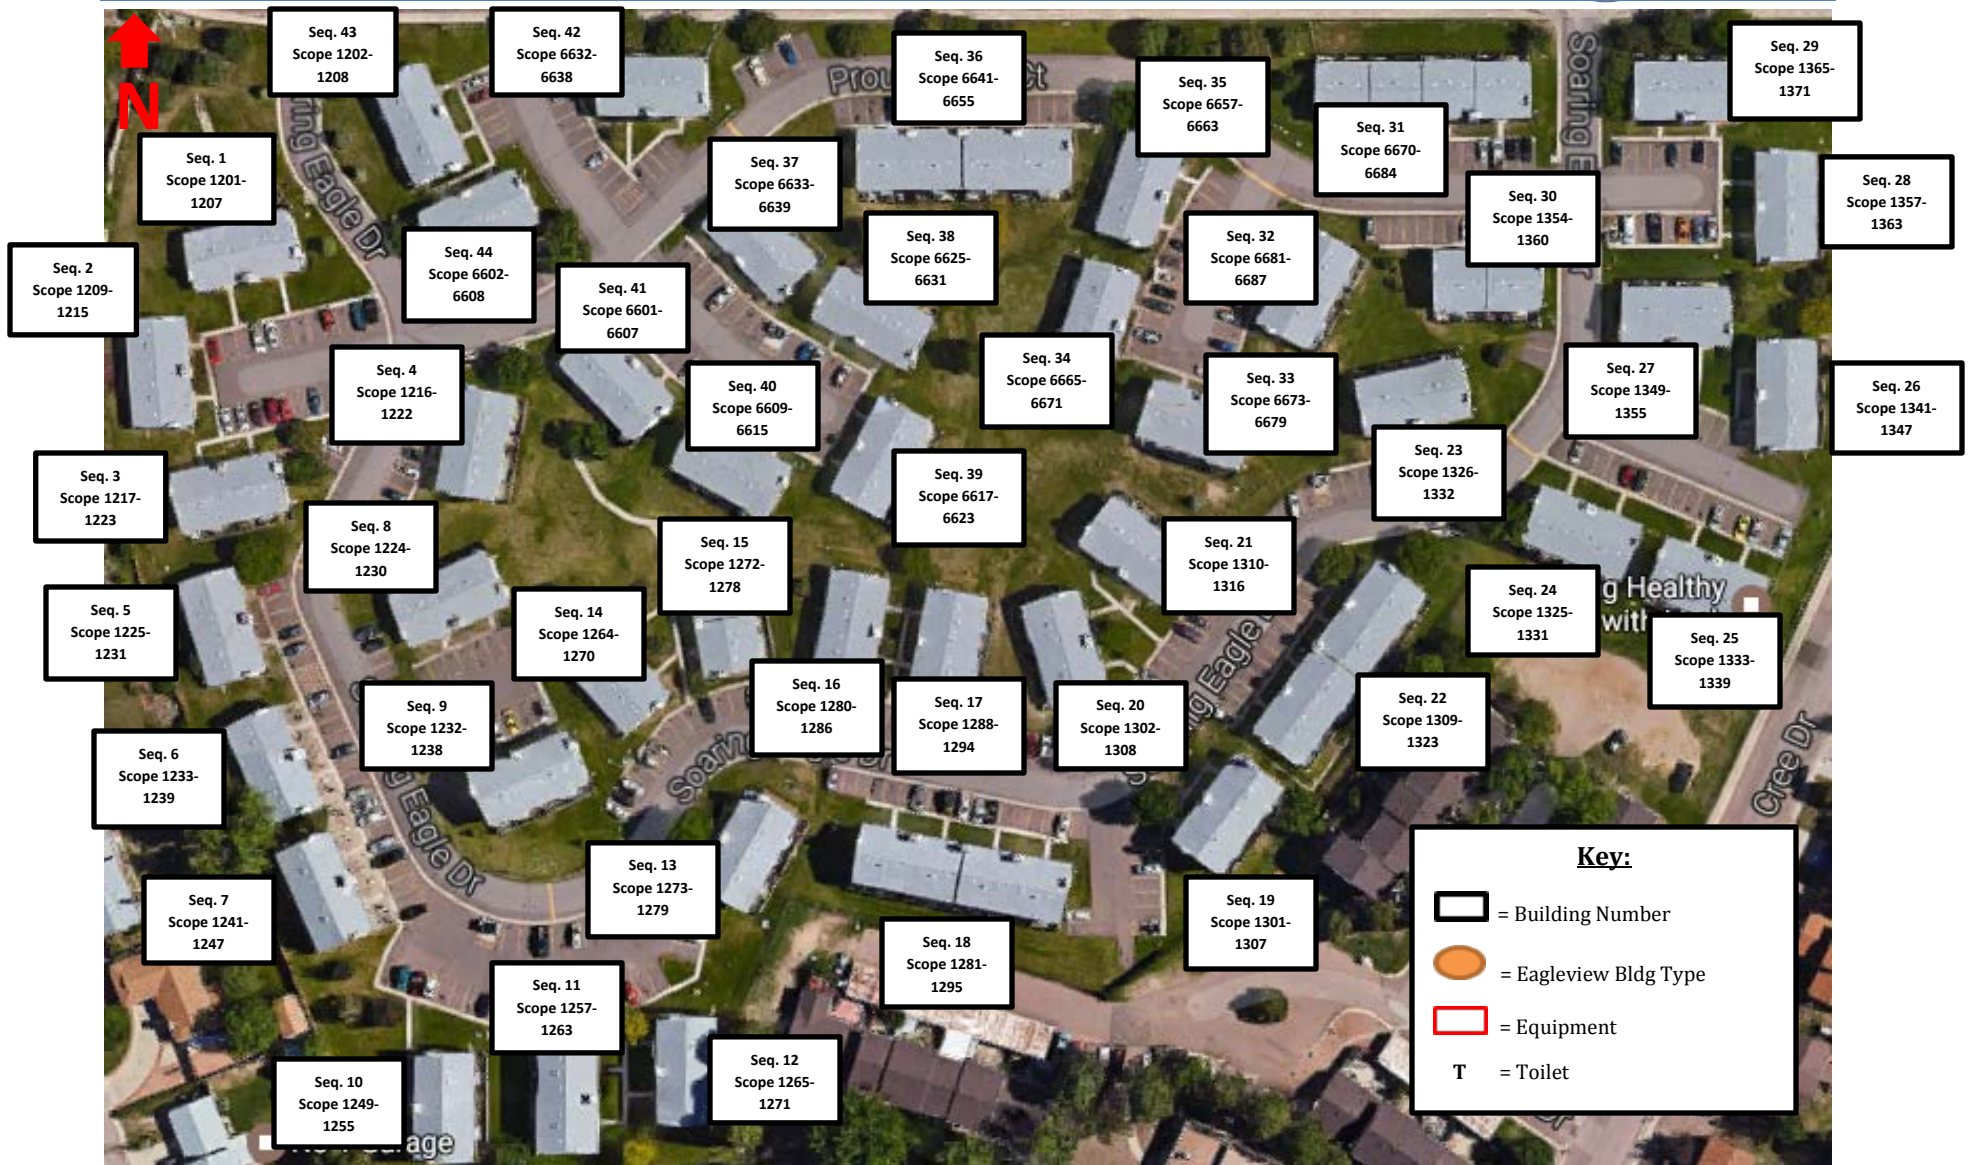 N
Seq. 43
Scope 1202-
1208
Seq. 42
Scope 6632-
6638
Seq. 36
Scope 6641-
6655
Seq. 35
Scope 6657-
6663
Seq. 29
Scope 1365-
1371
Seq. 1
Scope 1201-
1207
Seq. 37
Scope 6633-
6639
Seq. 31
Scope 6670-
6684
Seq. 30
Scope 1354-
1360
Seq. 28
Scope 1357-
1363
Seq. 2
Scope 1209-
1215
Seq. 44
Scope 6602-
6608
Seq. 41
Scope 6601-
6607
Seq. 38
Scope 6625-
6631
Seq. 32
Scope 6681-
6687
Seq. 4
Scope 1216-
1222
Seq. 40
Scope 6609-
6615
Seq. 34
Scope 6665-
6671
Seq. 33
Scope 6673-
6679
Seq. 27
Scope 1349-
1355
Seq. 26
Scope 1341-
1347
Seq. 3
Scope 1217-
1223
Seq. 39
Scope 6617-
6623
Seq. 23
Scope 1326-
1332
Seq. 8
Scope 1224-
1230
Seq. 15
Scope 1272-
1278
Seq. 21
Scope 1310-
1316
Seq. 5
Scope 1225-
1231
Seq. 14
Scope 1264-
1270
Seq. 24
Scope 1325-
1331
Seq. 25
Scope 1333-
1339
Seq. 6
Scope 1233-
1239
Seq. 9
Scope 1232-
1238
Seq. 16
Scope 1280-
1286
Seq. 17
Scope 1288-
1294
Seq. 20
Scope 1302-
1308
Seq. 22
Scope 1309-
1323
Seq. 7
Scope 1241-
1247
Seq. 13
Scope 1273-
1279
Seq. 18
Scope 1281-
1295
Seq. 19
Scope 1301-
1307
Seq. 11
Scope 1257-
1263
Seq. 10
Scope 1249-
1255
Seq. 12
Scope 1265-
1271
Eagle Dr
Eagle Dr
Soaring
Cree Dr
g Healthy
Key:
= Building Number
= Eagleview Bldg Type
= Equipment
T = Toilet